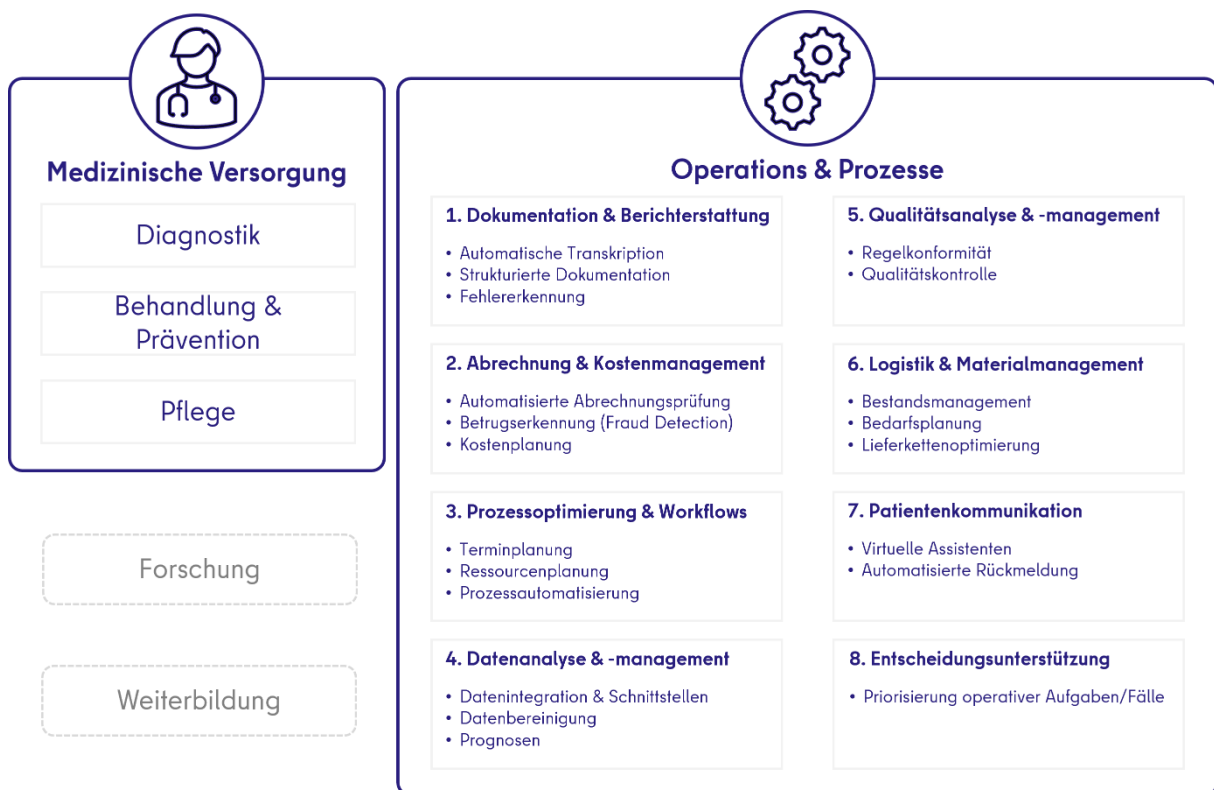 Medizinische Versorgung
Diagnostik
Behandlung &
Prävention
Pflege
Forschung
Weiterbildung
Operations & Prozesse
1. Dokumentation & Berichterstattung
• Automatische Transkription
• Strukturierte Dokumentation
• Fehlererkennung
2. Abrechnung & Kostenmanagement
• Automatisierte Abrechnungsprüfung
• Betrugserkennung (Fraud Detection)
• Kostenplanung
3. Prozessoptimierung & Workflows
• Terminplanung
• Ressourcenplanung
• Prozessautomatisierung
4. Datenanalyse & -management
• Datenintegration & Schnittstellen
• Datenbereinigung
• Prognosen
5. Qualitätsanalyse & -management
• Regelkonformität
• Qualitätskontrolle
6. Logistik & Materialmanagement
• Bestandsmanagement
• Bedarfsplanung
• Lieferkettenoptimierung
7. Patientenkommunikation
• Virtuelle Assistenten
• Automatisierte Rückmeldung
8. Entscheidungsunterstützung
• Priorisierung operativer Aufgaben/Fälle